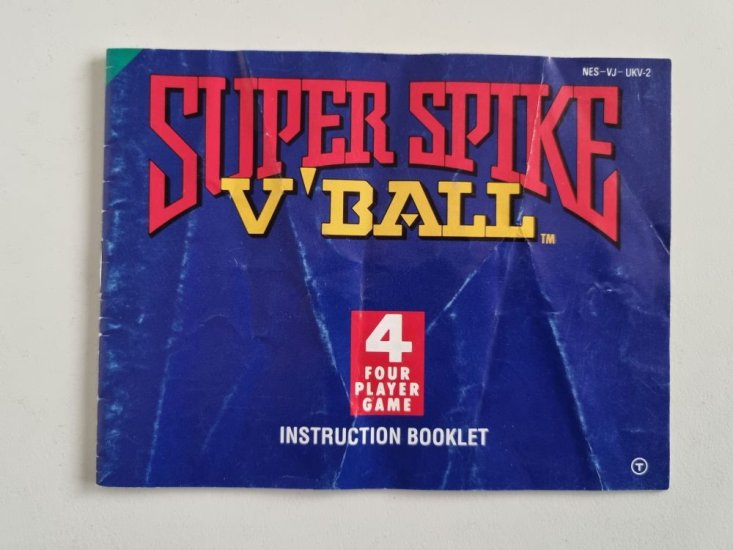 NES-VJ-UKV-2
SUPER SPIKE
V'BALL
TM
4
FOUR
PLAYER
GAME
INSTRUCTION BOOKLET
T